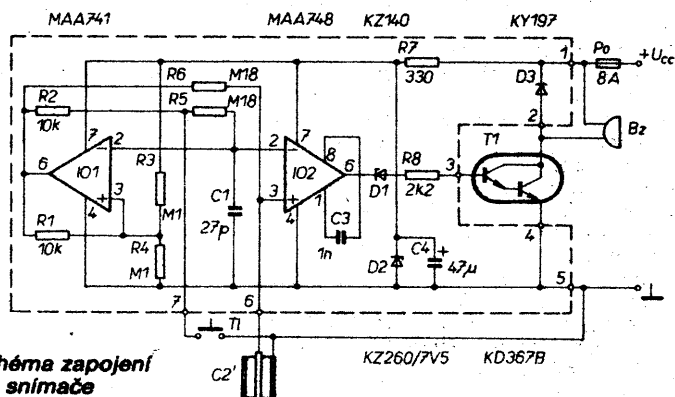 MAA741 MAA748 KZ140 KY197
R7
330
1
Po
8A
+Ucc
R6
M18
R5
M18
R2
10k
D3
2
Bz
7
2
IO1
6
3
4
R3
M1
2
7
8
IO2
6
3
1
4
D1
R8
2k2
3
T1
C1
27p
C3
1n
R1
10k
R4
M1
D2
C4
+
47µ
4
5
7
6
Tl
C2'
KZ260/7V5 KD367B
héma zapojení
snímače